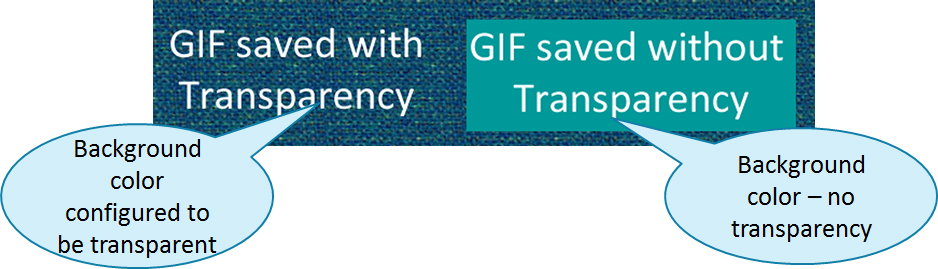 GIF saved with
Transparency
GIF saved without
Transparency
Background
color
configured to
be transparent
Background
color – no
transparency